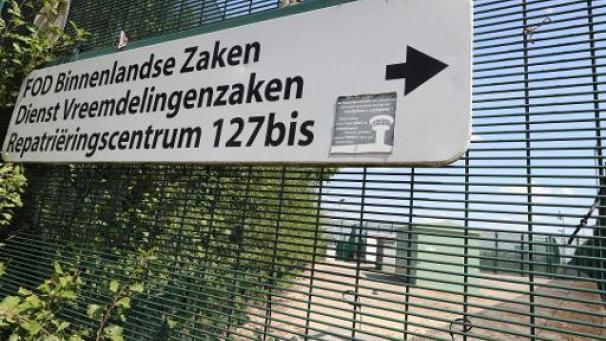 FOD Binnenlandse Zaken
Dienst Vreemdelingenzaken
Repatriëringscentrum 127bis